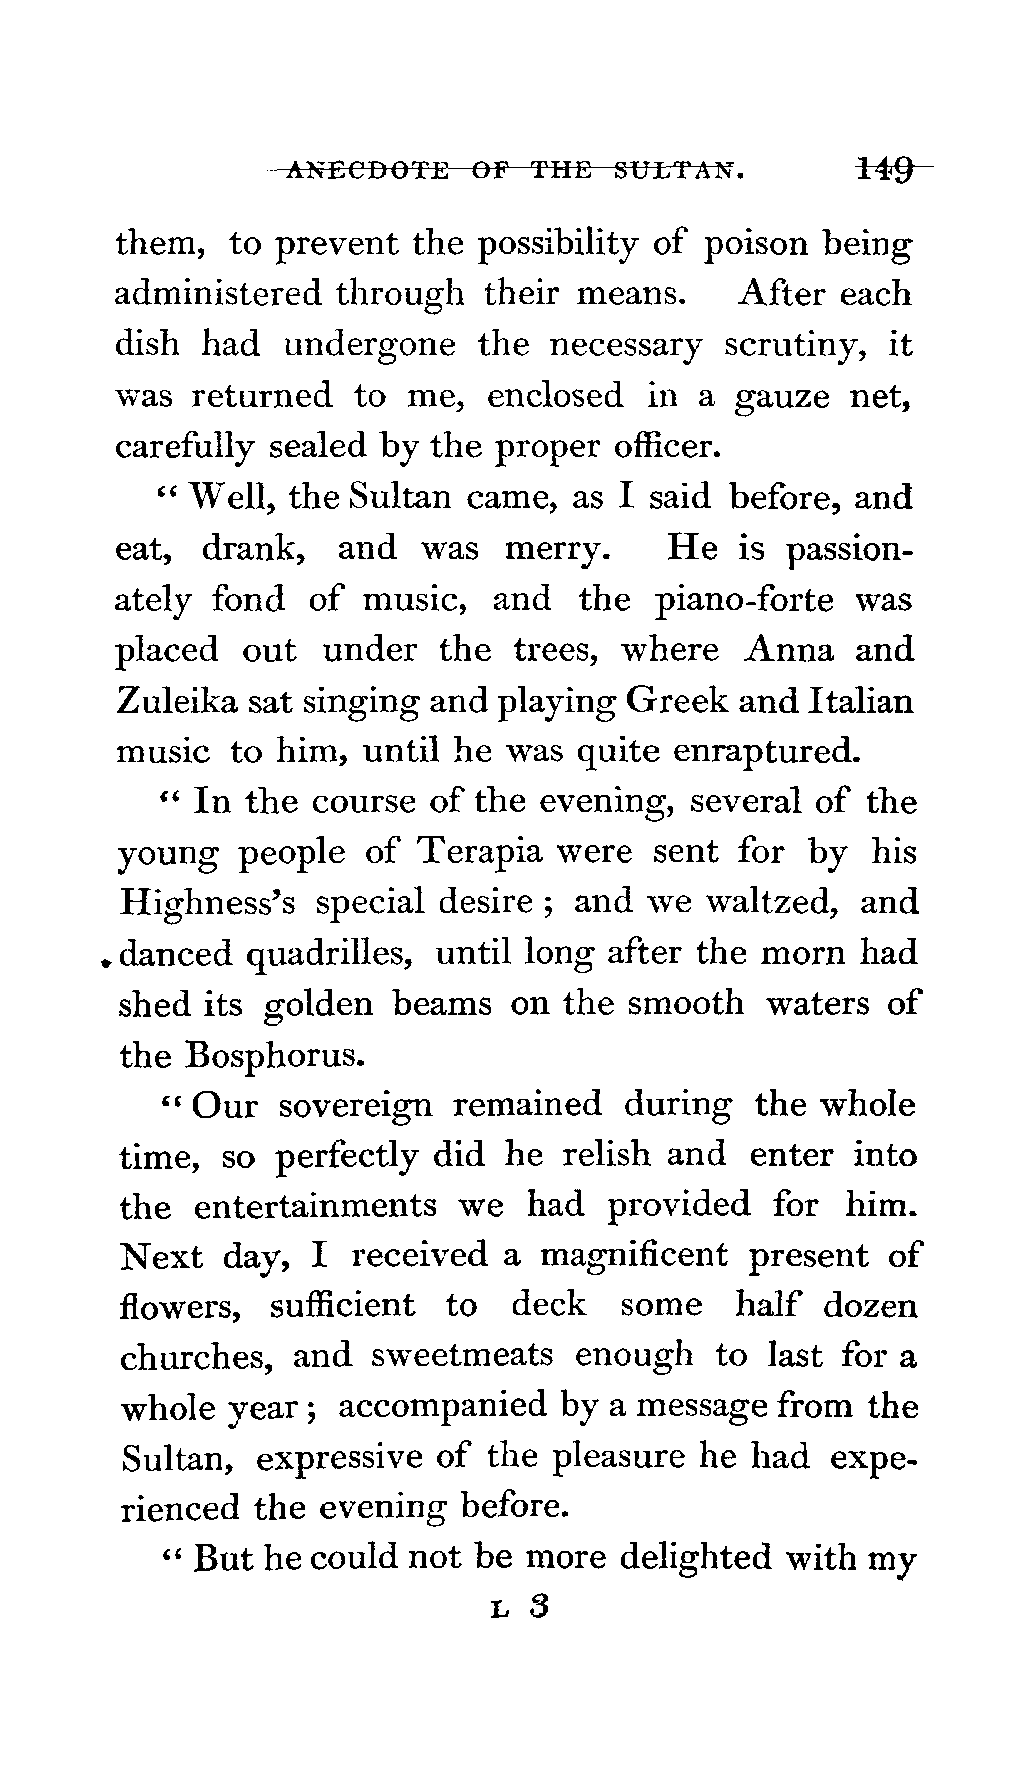 ANECDOTE OF THE SULTAN. 149
them, to prevent the possibility of poison being
administered through their means. After each
dish had undergone the necessary scrutiny, it
was returned to me, enclosed in a gauze net,
carefully sealed by the proper officer.
“ Well, the Sultan came, as I said before, and
eat, drank, and was merry. He is passion-
ately fond of music, and the piano-forte was
placed out under the trees, where Anna and
Zuleika sat singing and playing Greek and Italian
music to him, until he was quite enraptured.
“ In the course of the evening, several of the
young people of Terapia were sent for by his
Highness’s special desire ; and we waltzed, and
danced quadrilles, until long after the morn had
shed its golden beams on the smooth waters of
the Bosphorus.
“ Our sovereign remained during the whole
time, so perfectly did he relish and enter into
the entertainments we had provided for him.
Next day, I received a magnificent present of
flowers, sufficient to deck some half dozen
churches, and sweetmeats enough to last for a
whole year ; accompanied by a message from the
Sultan, expressive of the pleasure he had expe-
rienced the evening before.
“ But he could not be more delighted with my
L 3